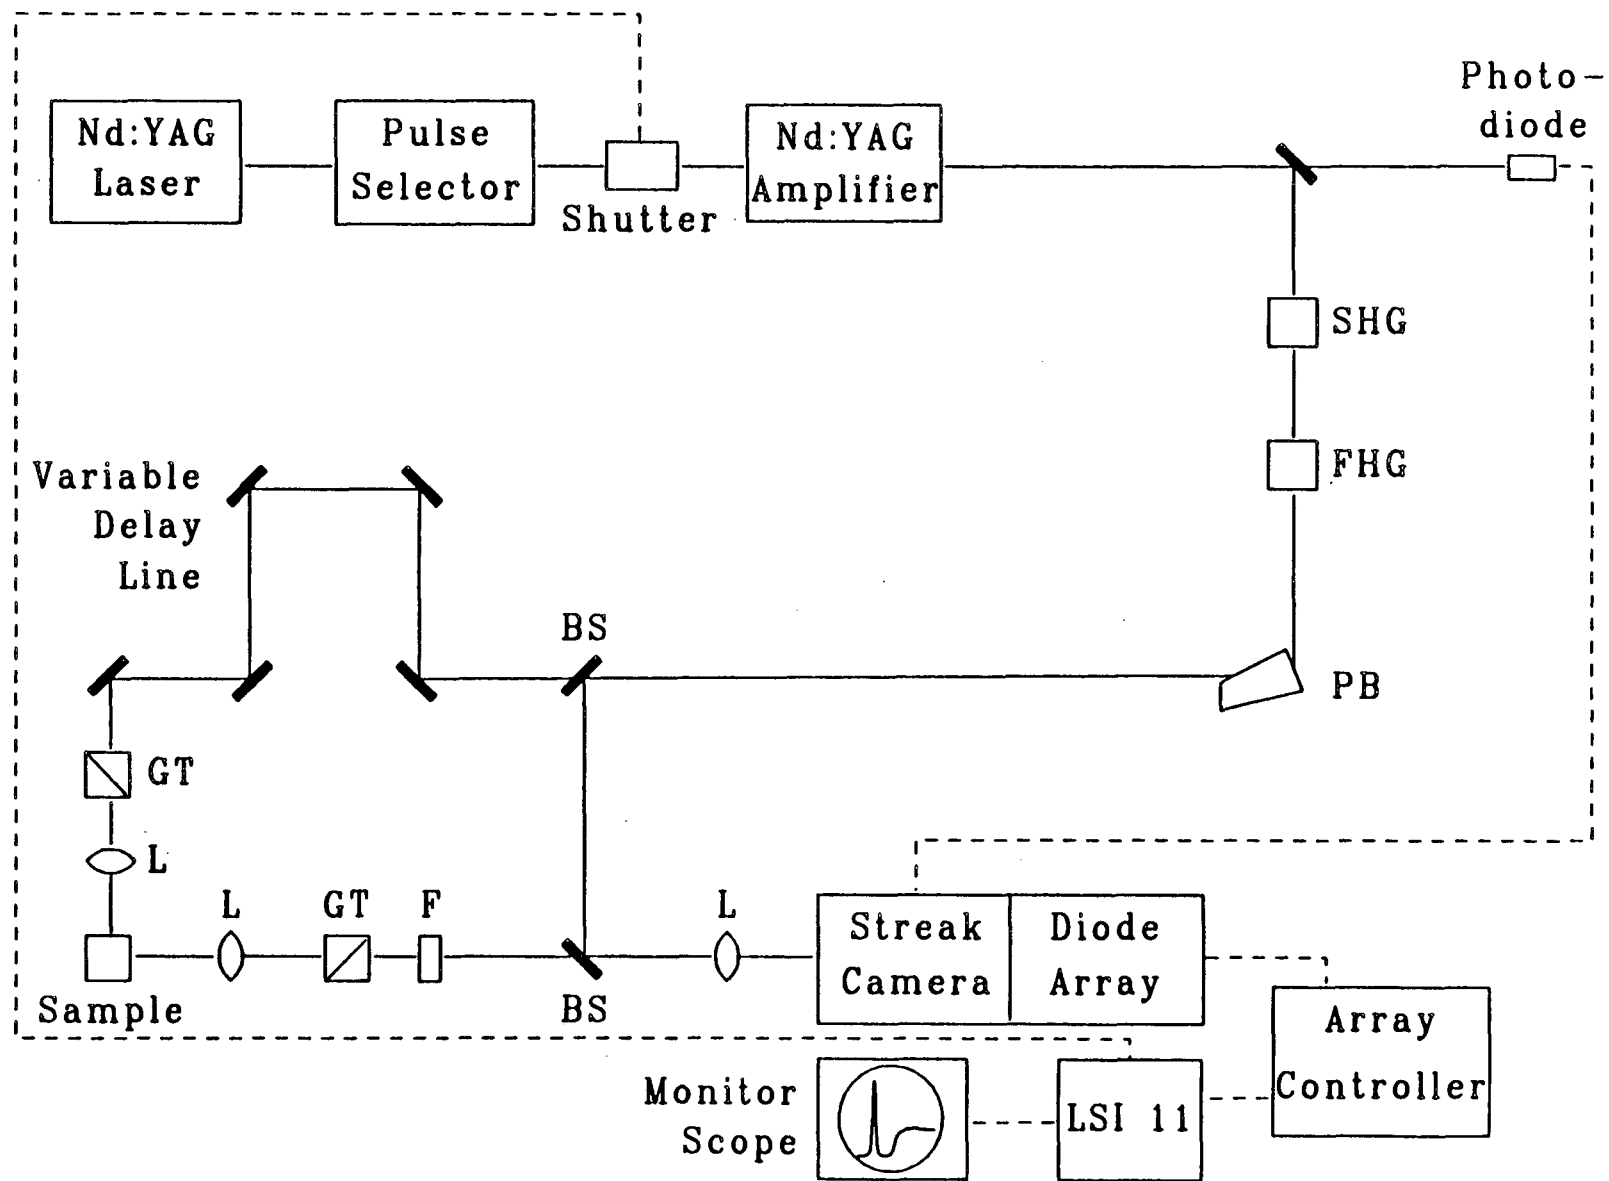 Photo-
diode
Nd:YAG
Laser
Pulse
Selector
Shutter
Nd:YAG
Amplifier
SHG
FHG
Variable
Delay
Line
BS
PB
GT
L
L
GT
F
L
Streak
Camera
Diode
Array
Sample
BS
Array
Controller
Monitor
Scope
LSI 11